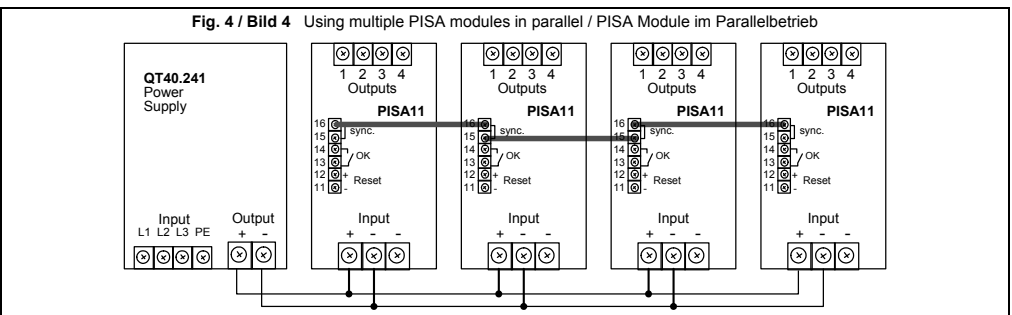 Fig. 4 / Bild 4 Using multiple PISA modules in parallel / PISA Module im Parallelbetrieb
QT40.241
Power
Supply
Input
L1 L2 L3 PE
Output
+ -
1 2 3 4
Outputs
PISA11
16
15
sync.
14
13
OK
12 +
11 -
Reset
Input
+ - -
1 2 3 4
Outputs
PISA11
16
15
sync.
14
13
OK
12 +
11 -
Reset
Input
+ - -
1 2 3 4
Outputs
PISA11
16
15
sync.
14
13
OK
12 +
11 -
Reset
Input
+ - -
1 2 3 4
Outputs
PISA11
16
15
sync.
14
13
OK
12 +
11 -
Reset
Input
+ - -